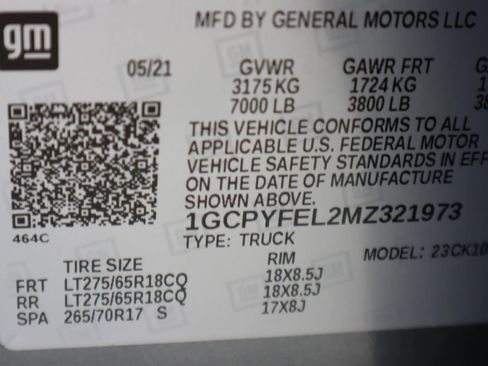 gm
MFD BY GENERAL MOTORS LLC
05/21 GVWR GAWR FRT
3175 KG 1724 KG
7000 LB 3800 LB
THIS VEHICLE CONFORMS TO ALL
APPLICABLE U.S. FEDERAL MOTOR
VEHICLE SAFETY STANDARDS IN
ON THE DATE OF MANUFACTURE
SHOWN ABOVE.
1GCPYFEL2MZ321973
464C
TYPE: TRUCK MODEL: 23CK10
TIRE SIZE RIM
FRT LT275/65R18CQ 18X8.5J
RR LT275/65R18CQ 18X8.5J
SPA 265/70R17 S 17X8J